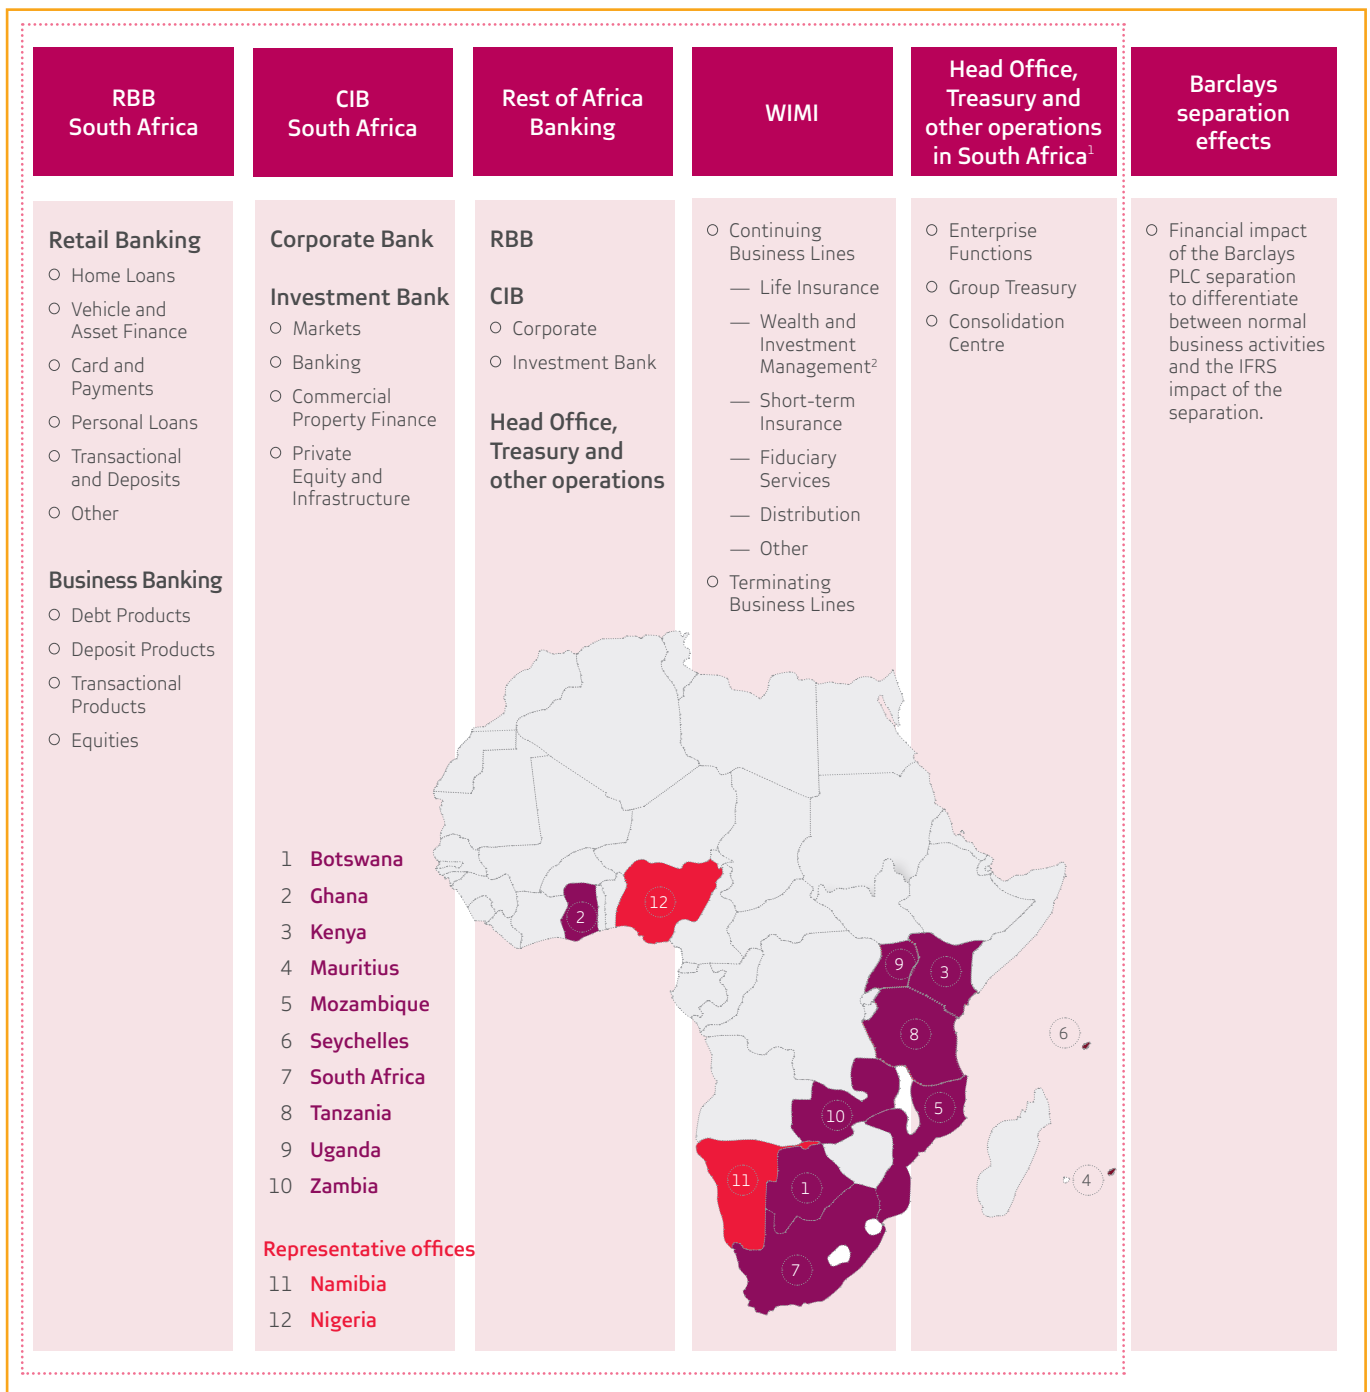 RBB
South Africa
CIB
South Africa
Rest of Africa
Banking
WIMI
Head Office,
Treasury and
other operations
in South Africa¹
Barclays
separation
effects
Retail Banking
Home Loans
Vehicle and
Asset Finance
Card and
Payments
Personal Loans
Transactional
and Deposits
Other
Business Banking
Debt Products
Deposit Products
Transactional
Products
Equities
Corporate Bank
Investment Bank
Markets
Banking
Commercial
Property Finance
Private
Equity and
Infrastructure
RBB
CIB
Corporate
Investment Bank
Head Office,
Treasury and
other operations
Continuing
Business Lines
— Life Insurance
— Wealth and
Investment
Management²
— Short-term
Insurance
— Fiduciary
Services
— Distribution
— Other
Terminating
Business Lines
Enterprise
Functions
Group Treasury
Consolidation
Centre
Financial impact
of the Barclays
PLC separation
to differentiate
between normal
business activities
and the IFRS
impact of the
separation.
1 Botswana
2 Ghana
3 Kenya
4 Mauritius
5 Mozambique
6 Seychelles
7 South Africa
8 Tanzania
9 Uganda
10 Zambia
Representative offices
11 Namibia
12 Nigeria
12
2
9
3
8
6
10
5
11
1
4
7